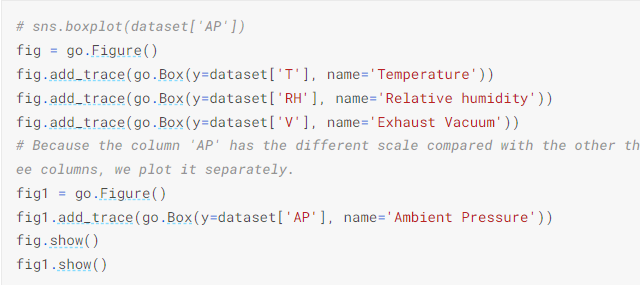 # sns.boxplot(dataset['AP'])
fig = go.Figure()
fig.add_trace(go.Box(y=dataset['T'], name='Temperature'))
fig.add_trace(go.Box(y=dataset['RH'], name='Relative humidity'))
fig.add_trace(go.Box(y=dataset['V'], name='Exhaust Vacuum'))
# Because the column 'AP' has the different scale compared with the other th
ee columns, we plot it separately.
fig1 = go.Figure()
fig1.add_trace(go.Box(y=dataset['AP'], name='Ambient Pressure'))
fig.show()
fig1.show()